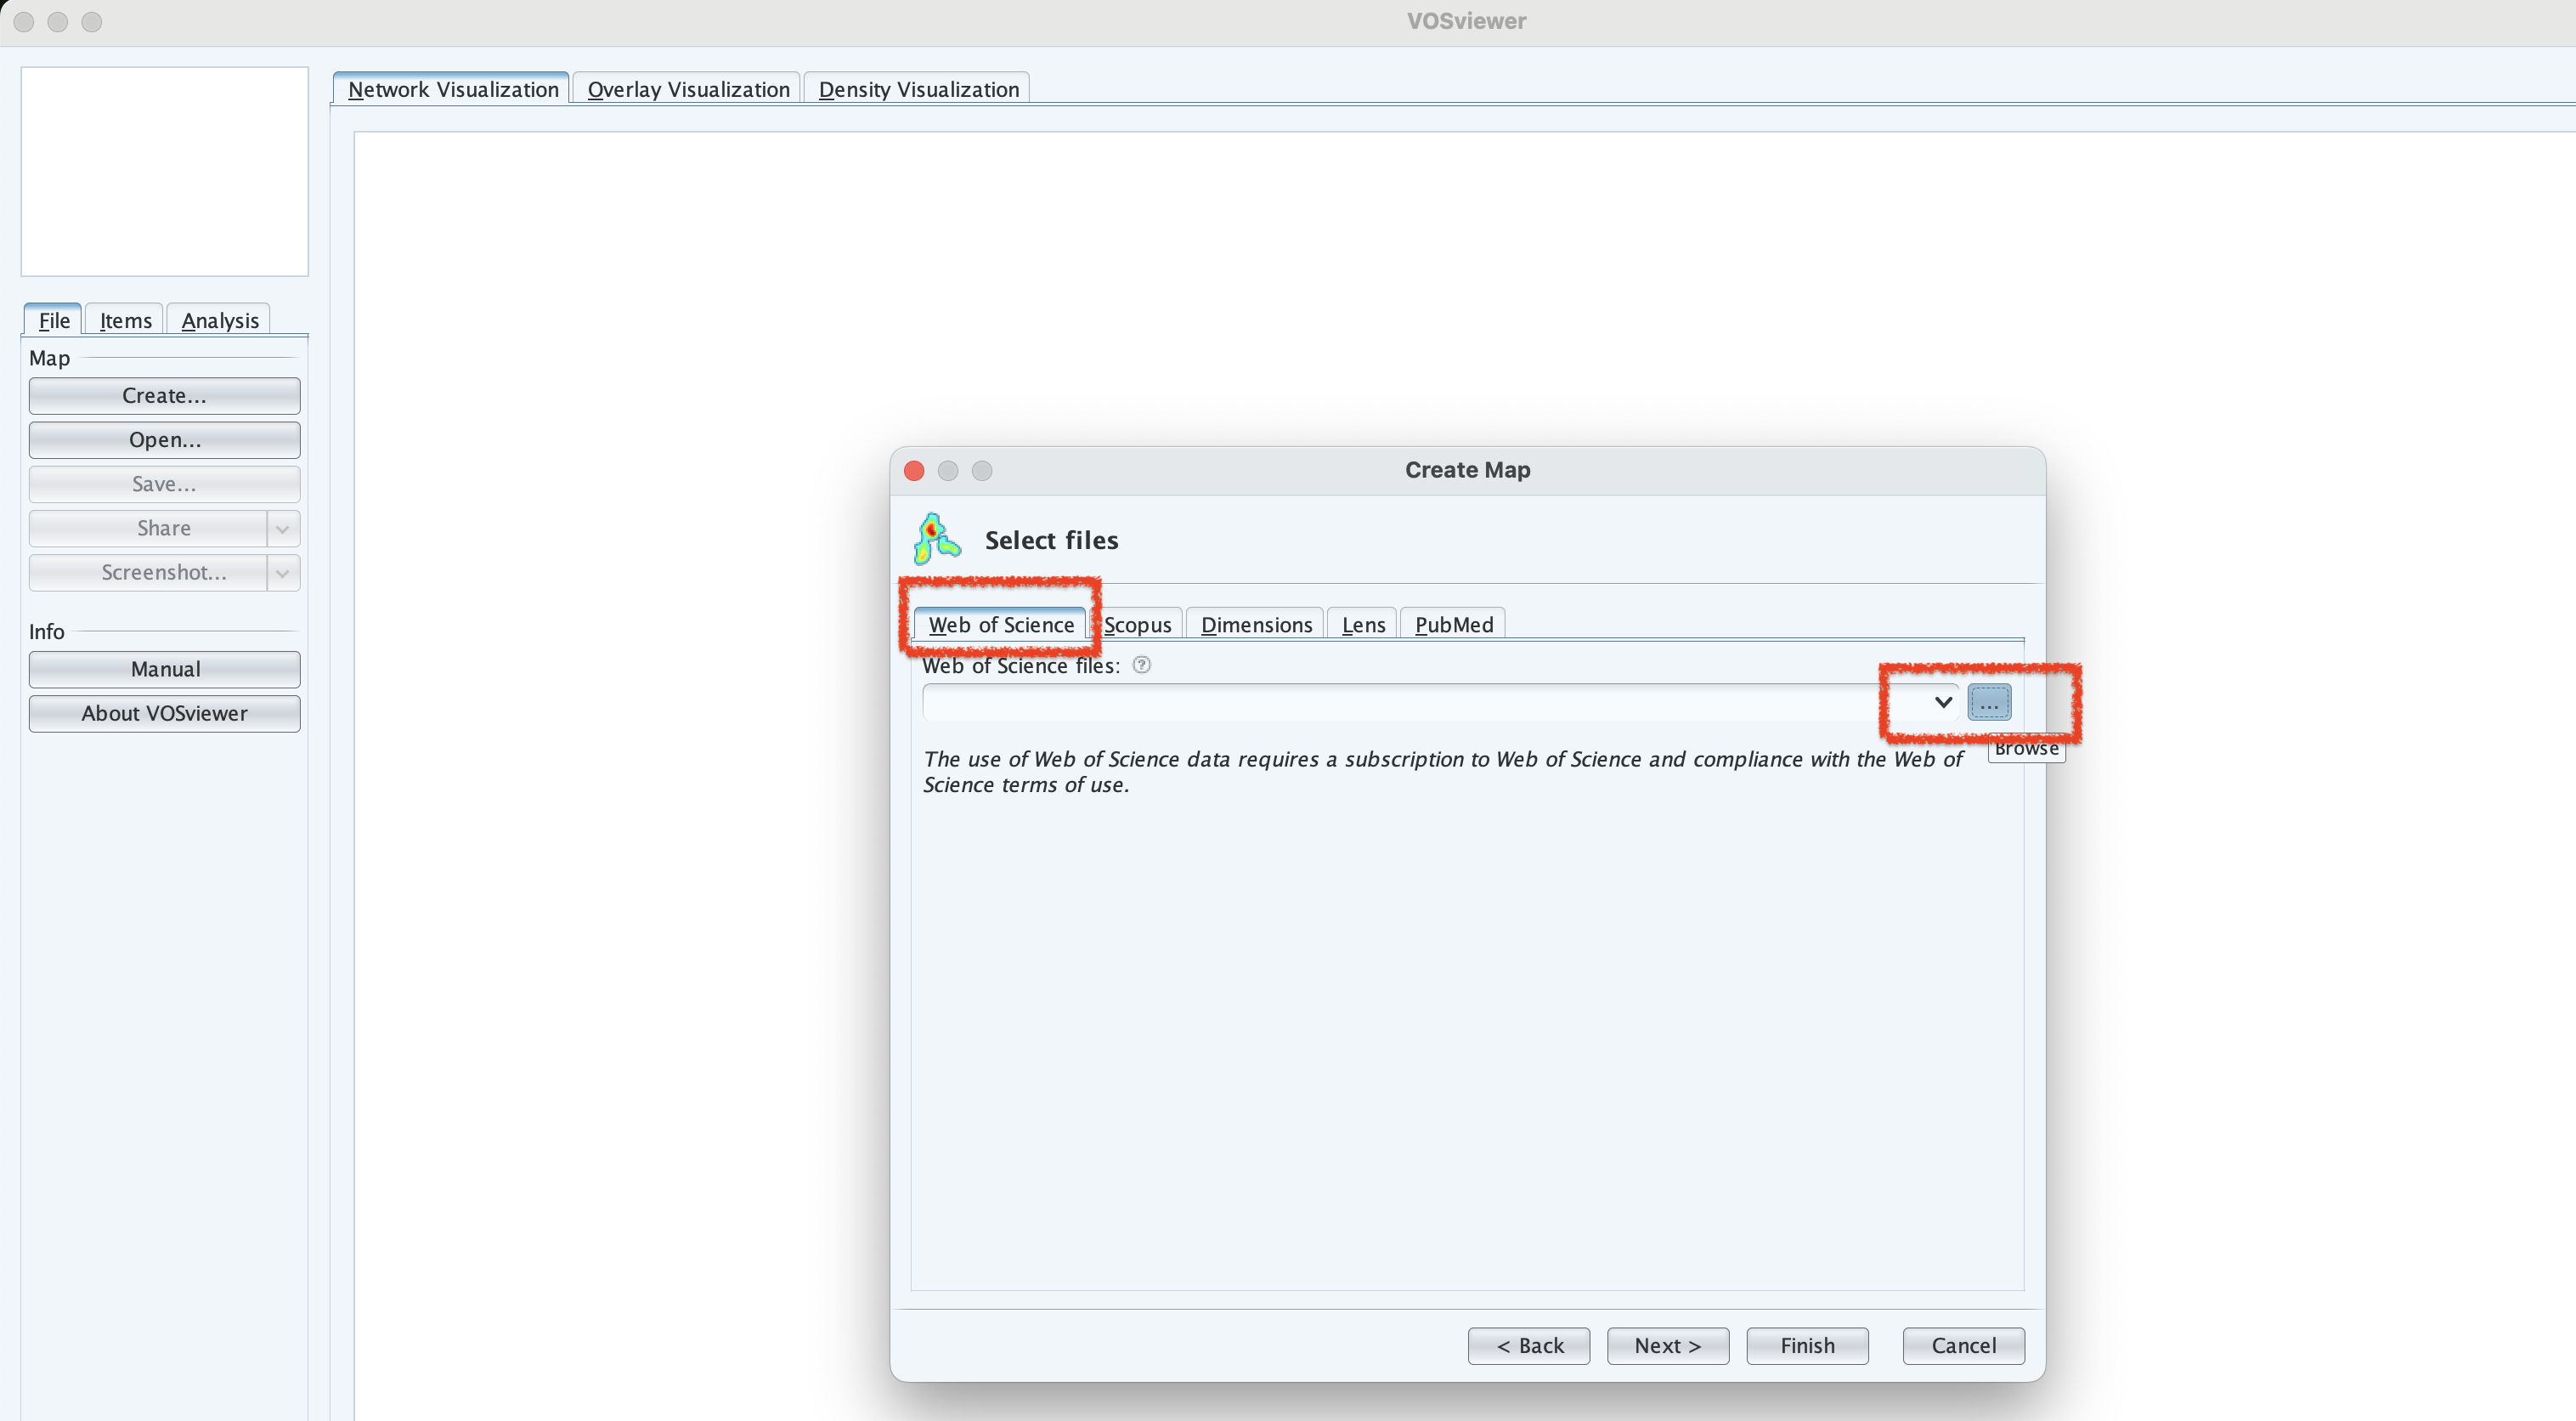 VOSviewer
Network Visualization
Overlay Visualization
Density Visualization
File
Items
Analysis
Map
Create...
Open...
Save...
Share
Screenshot...
Info
Manual
About VOSviewer
Create Map
Select files
Web of Science
Scopus
Dimensions
Lens
PubMed
Web of Science files: ?
...
Browse
The use of Web of Science data requires a subscription to Web of Science and compliance with the Web of
Science terms of use.
< Back
Next >
Finish
Cancel